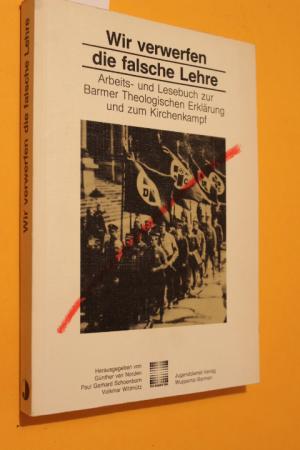 Wir verwerfen die falsche Lehre
Wir verwerfen
die falsche Lehre
Arbeits- und Lesebuch zur
Barmer Theologischen Erklärung
und zum Kirchenkampf
Herausgegeben von
Günther van Norden
Paul Gerhard Schoenborn
Volkmar Wittmütz
Jugenddienst-Verlag
Wuppertal-Barmen